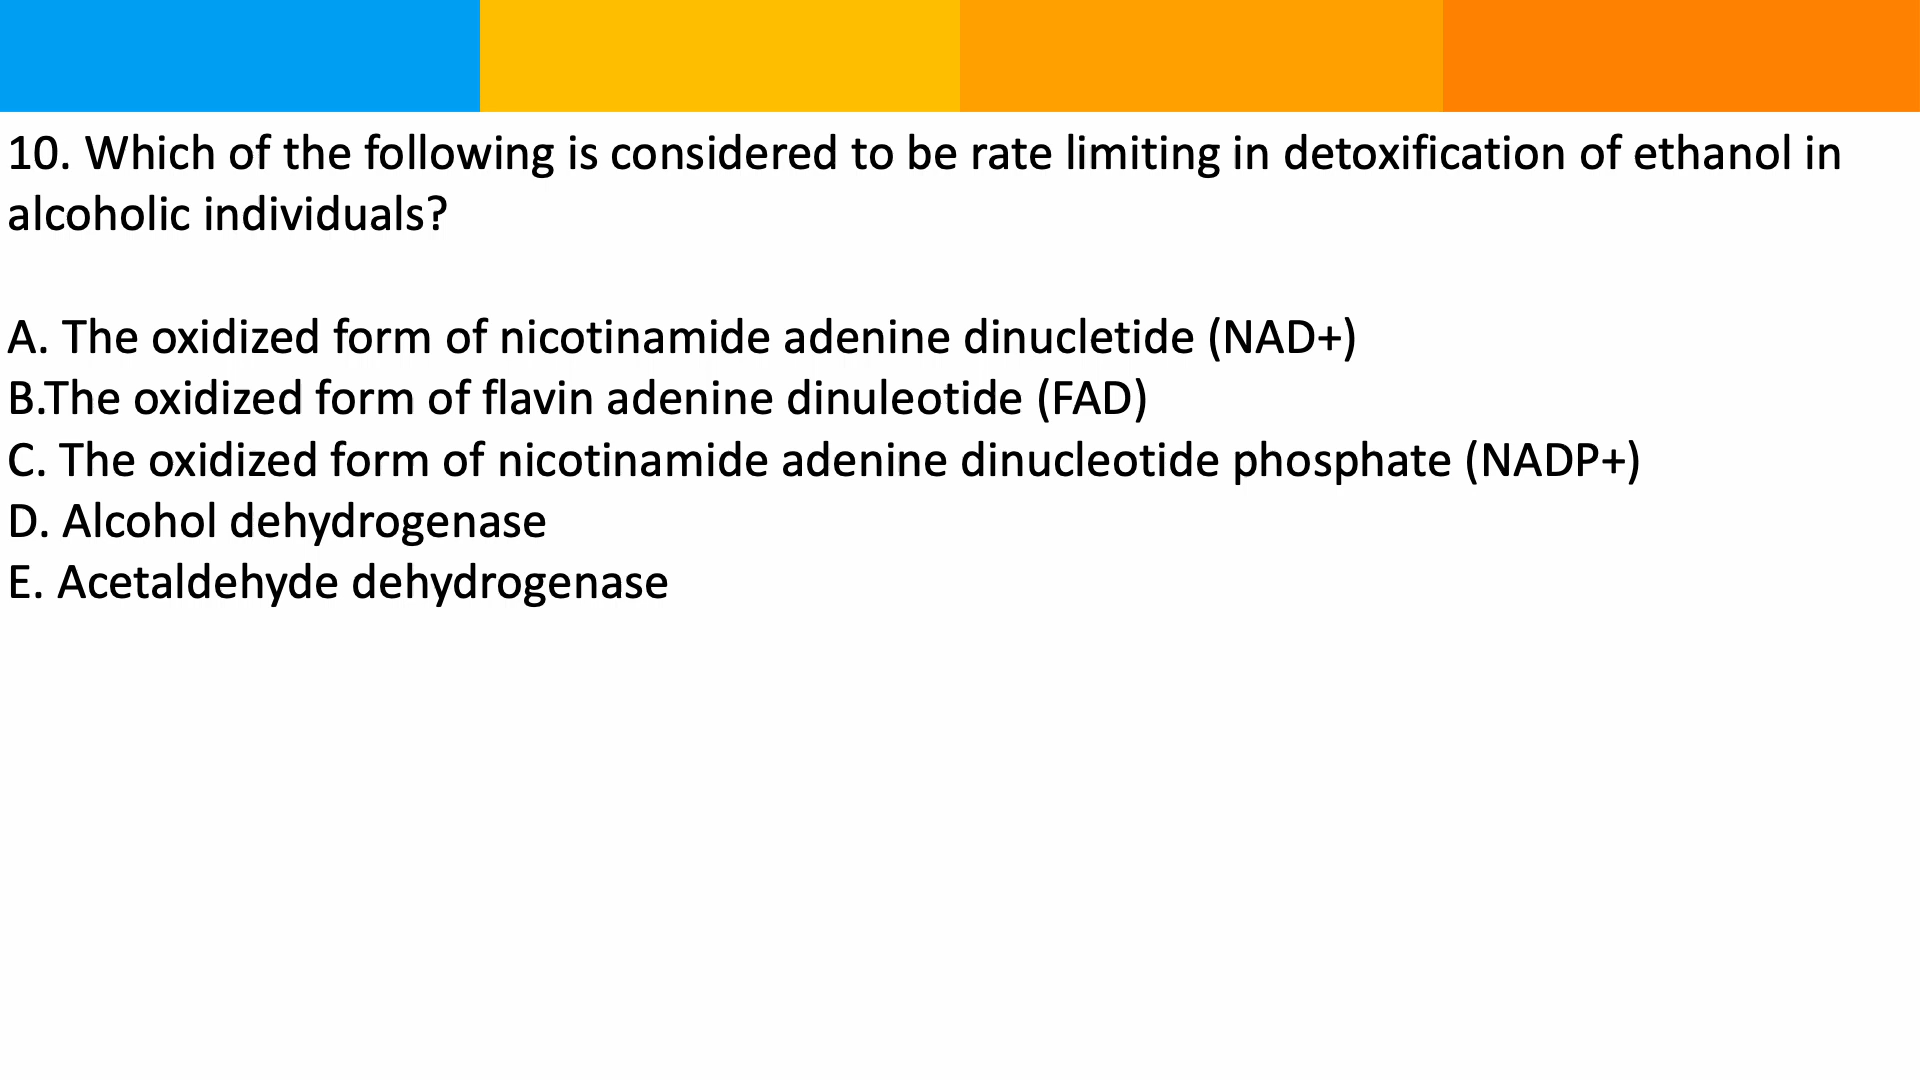 10. Which of the following is considered to be rate limiting in detoxification of ethanol in
alcoholic individuals?
A. The oxidized form of nicotinamide adenine dinucletide (NAD+)
B.The oxidized form of flavin adenine dinuleotide (FAD)
C. The oxidized form of nicotinamide adenine dinucleotide phosphate (NADP+)
D. Alcohol dehydrogenase
E. Acetaldehyde dehydrogenase